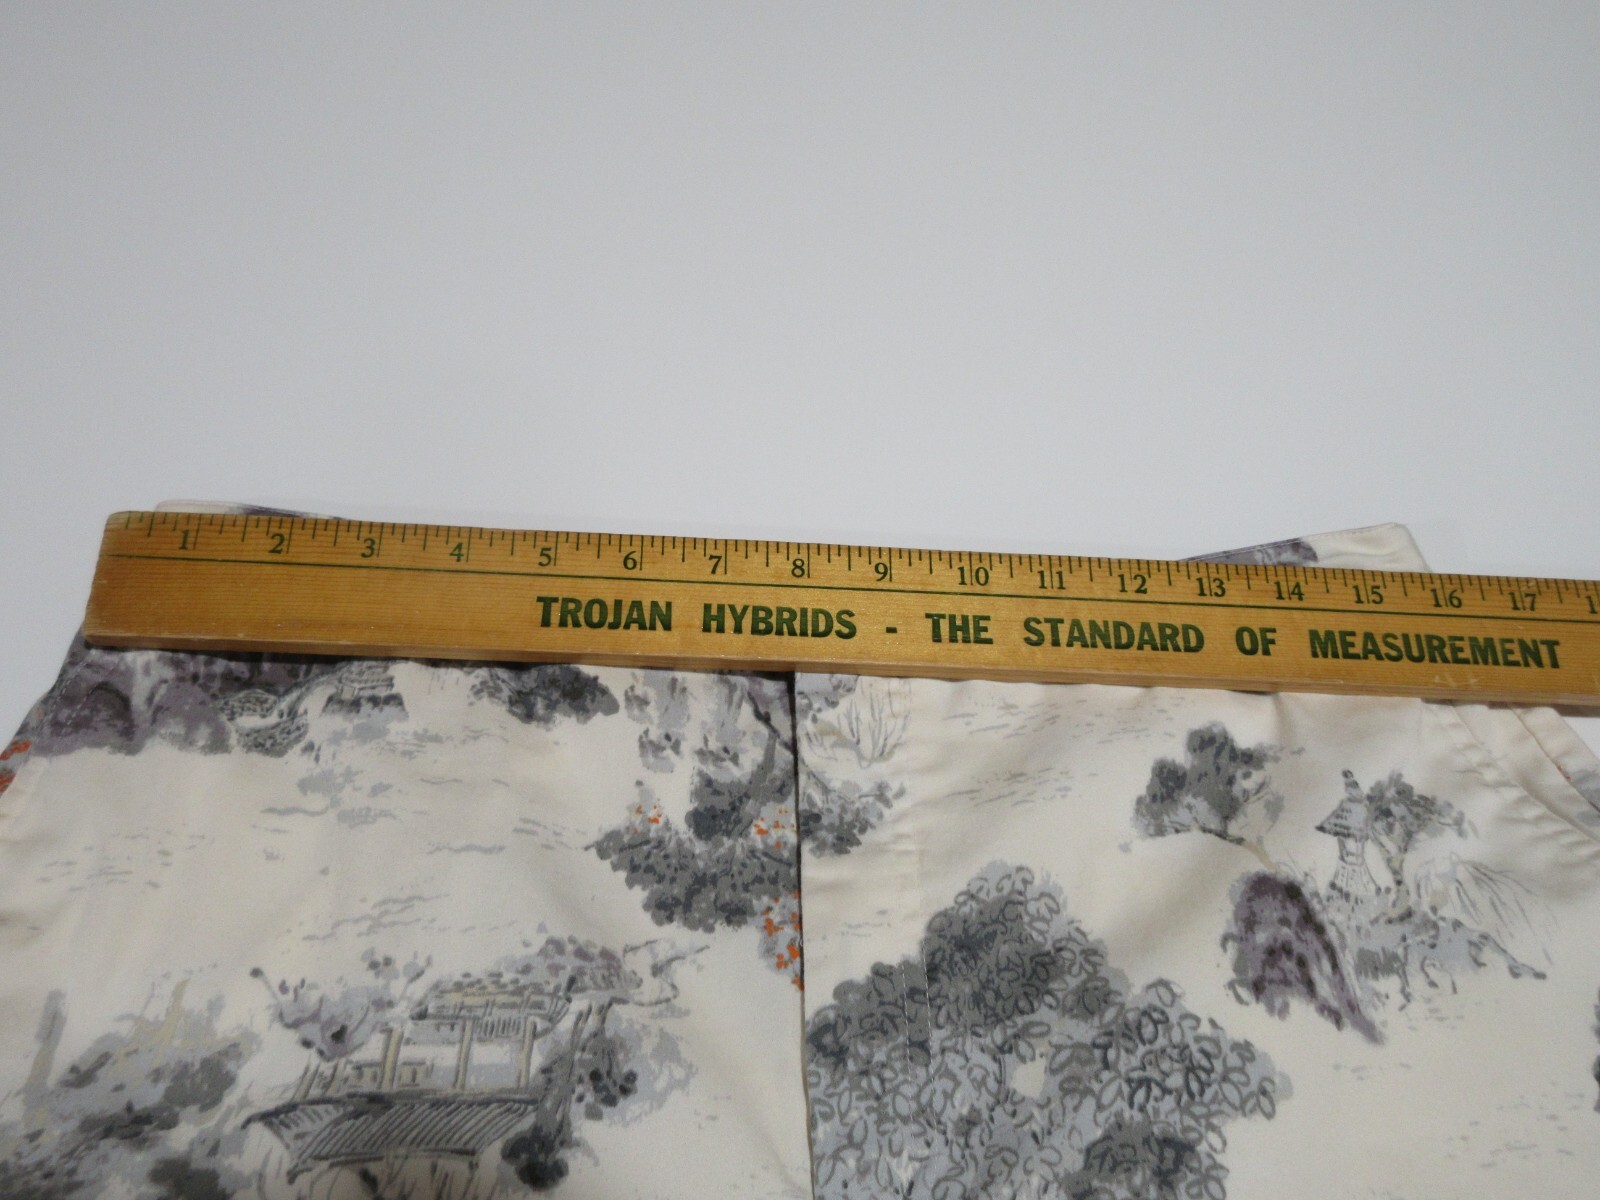 1 2 3 4 5 6 7 8 9 10 11 12 13 14 15 16 17
TROJAN HYBRIDS - THE STANDARD OF MEASUREMENT